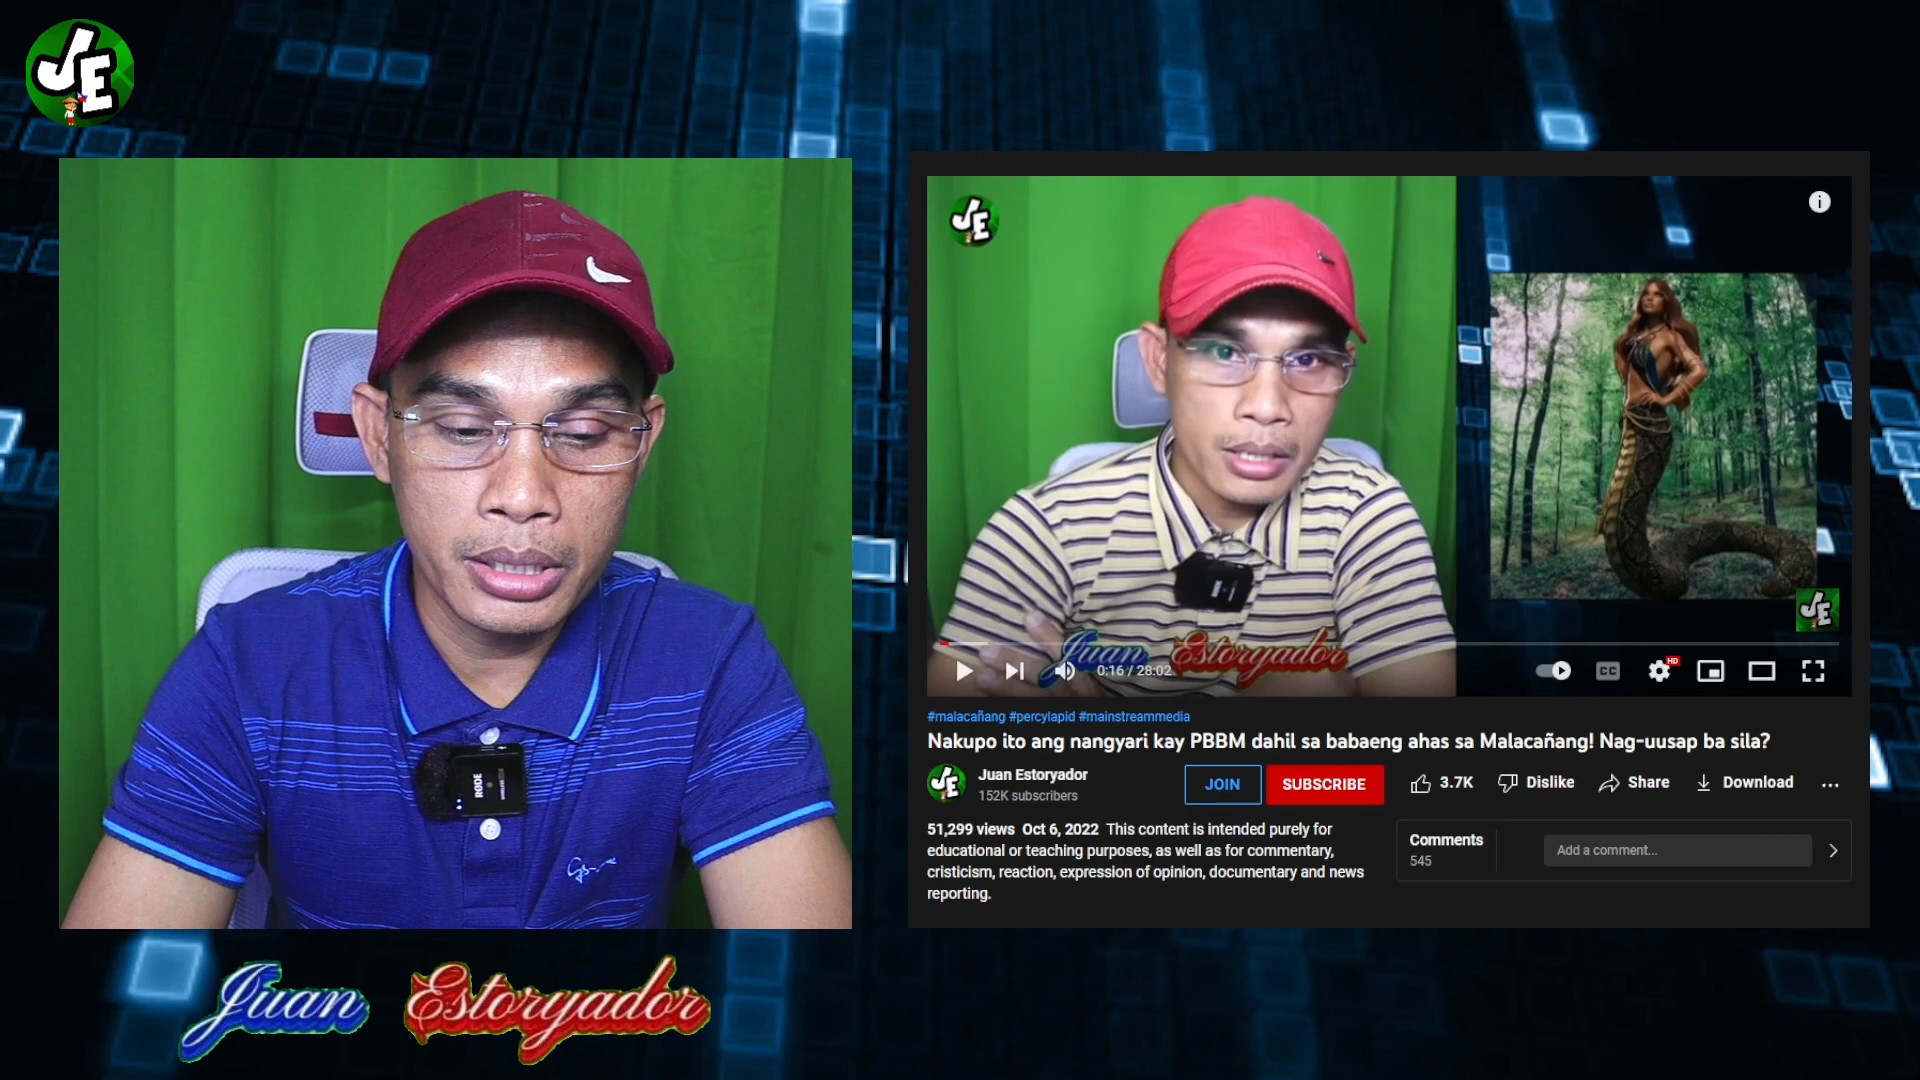 JE
RODE
JE
JE
Juan Estoryador
0:16 / 28:02
CC
HD
#malacañang #percylapid #mainstreammedia
Nakupo ito ang nangyari kay PBBM dahil sa babaeng ahas sa Malacañang! Nag-uusap ba sila?
Juan Estoryador
152K subscribers
JOIN
SUBSCRIBE
3.7K
Dislike
Share
Download
51,299 views Oct 6, 2022 This content is intended purely for
educational or teaching purposes, as well as for commentary,
cristicism, reaction, expression of opinion, documentary and news
reporting.
Comments
545
Add a comment...
Juan Estoryador